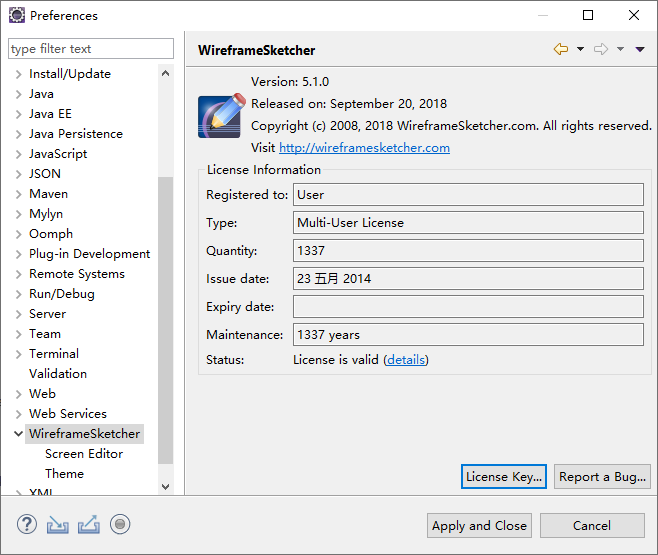 Preferences
type filter text
Install/Update
Java
Java EE
Java Persistence
JavaScript
JSON
Maven
Mylyn
Oomph
Plug-in Development
Remote Systems
Run/Debug
Server
Team
Terminal
Validation
Web
Web Services
WireframeSketcher
Screen Editor
Theme
XML
WireframeSketcher
Version: 5.1.0
Released on: September 20, 2018
Copyright (c) 2008, 2018 WireframeSketcher.com. All rights reserved.
Visit http://wireframesketcher.com
License Information
Registered to: User
Type: Multi-User License
Quantity: 1337
Issue date: 23 五月 2014
Expiry date:
Maintenance: 1337 years
Status: License is valid (details)
License Key... Report a Bug...
Apply and Close Cancel